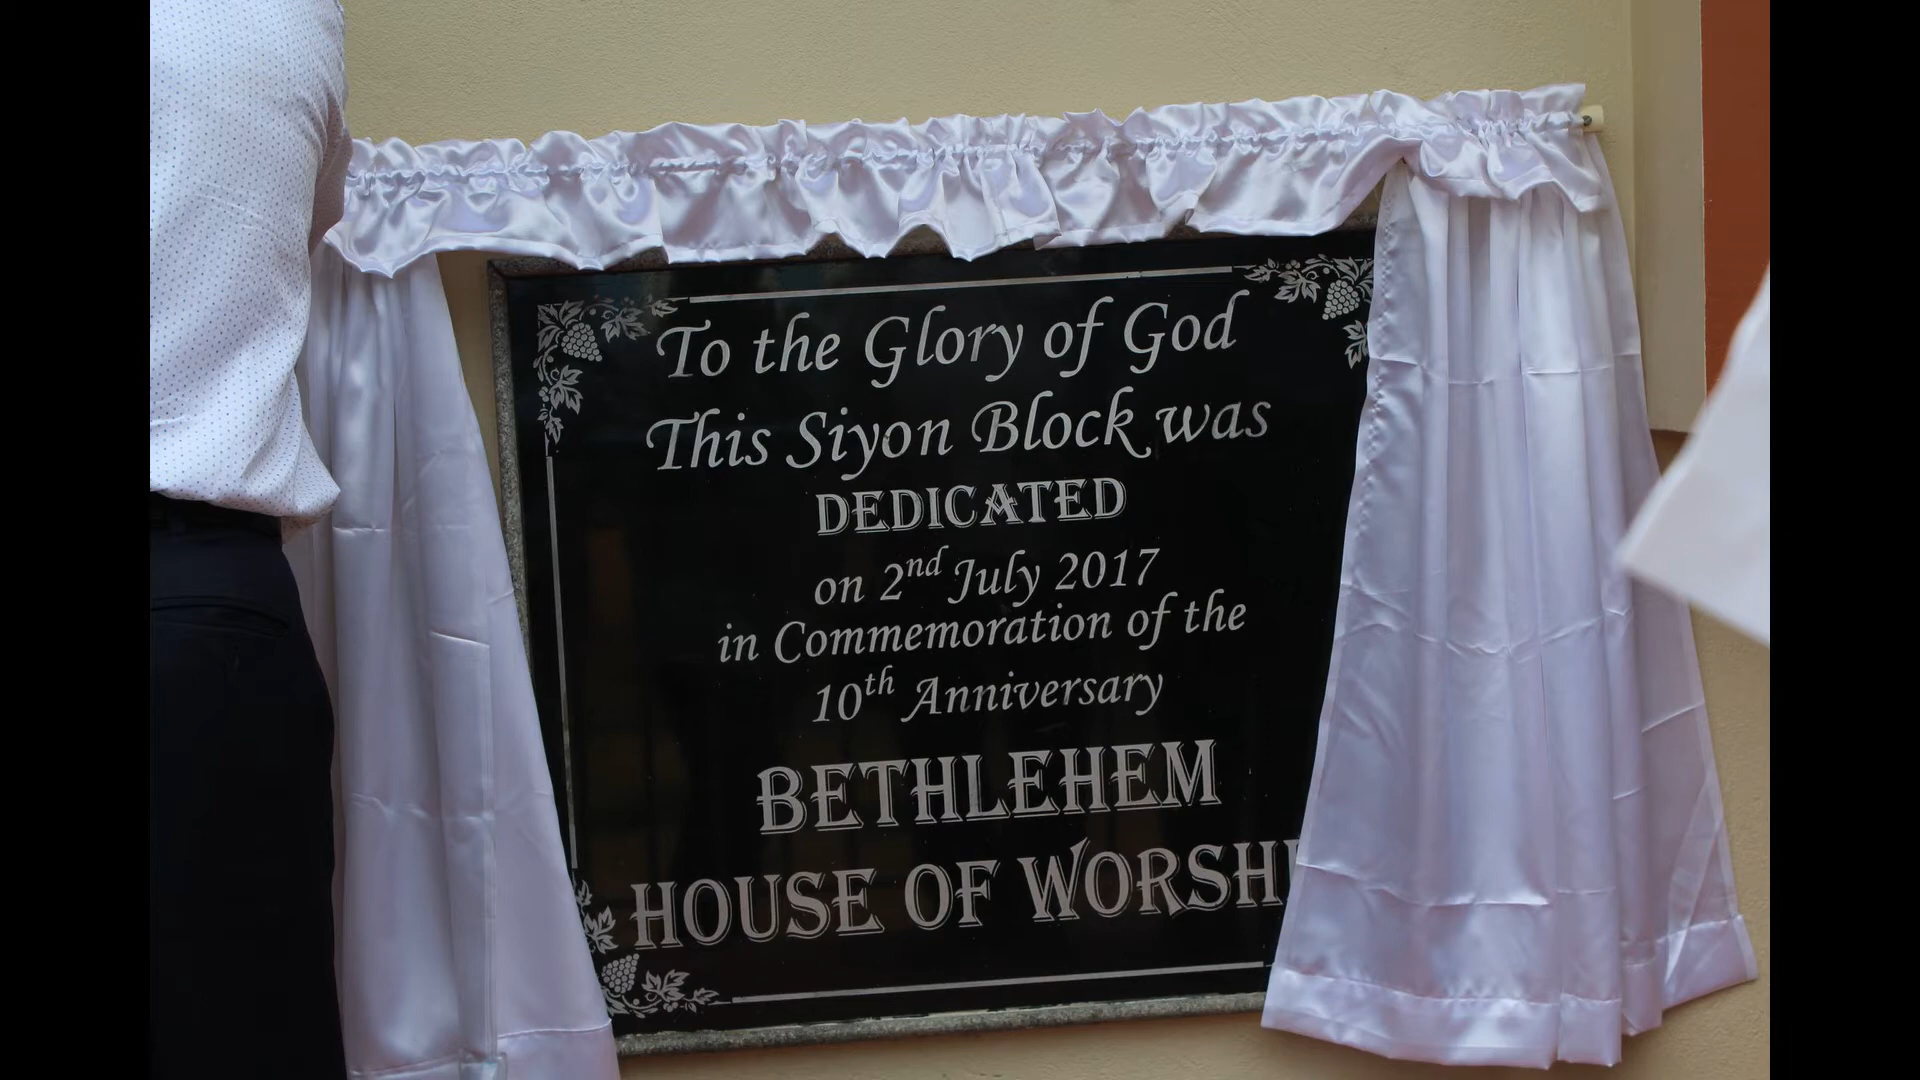 To the Glory of God
This Siyon Block was
DEDICATED
on 2nd July 2017
in Commemoration of the
10th Anniversary
BETHLEHEM
HOUSE OF WORSHI